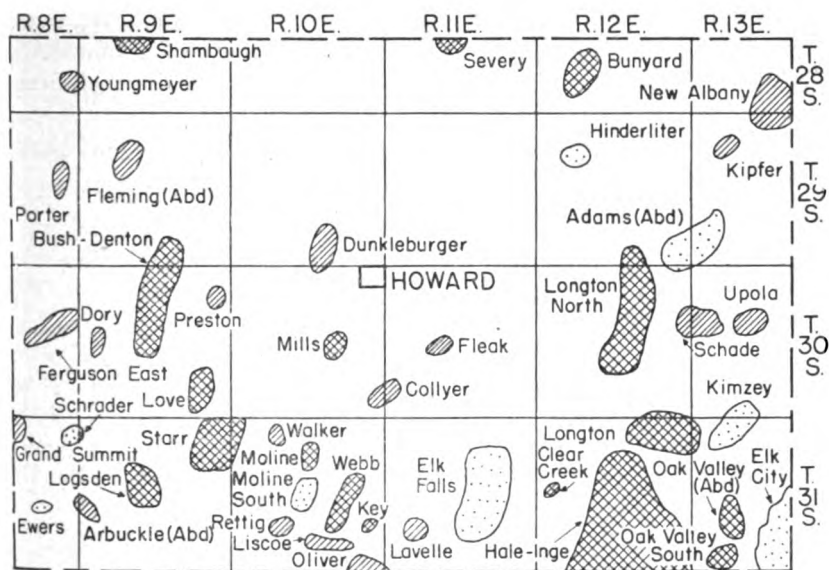 R.8E. R.9E. R.10E. R.11E. R.12E. R.13E.
Shambaugh
Severy
Bunyard
T.
28
S.
Youngmeyer
New Albany
Hinderliter
Kipfer
T.
29
S.
Fleming (Abd)
Porter
Adams (Abd)
Bush-Denton
Dunkleburger
HOWARD
Longton
North
Upola
Dory
Preston
Mills
Fleak
Schade
T.
30
S.
Ferguson East
Love
Collyer
Kimzey
Schrader
Starr
Walker
Longton
Grand Summit
Moline
Webb
Elk
Falls
Clear
Creek
Oak Valley
(Abd)
Elk
City
T.
31
S.
Logsden
Moline
South
Ewers
Arbuckle (Abd)
Rettig
Key
Liscoe
Oliver
Lavelle
Hale-Inge
Oak Valley
South